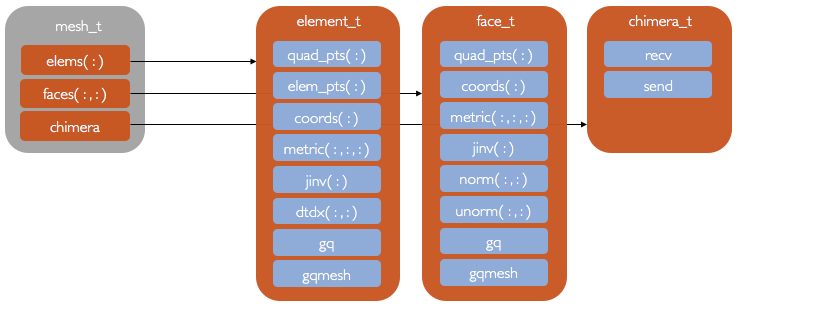 mesh_t
elems(:)
faces(:,:)
chimera
element_t
quad_pts(:)
elem_pts(:)
coords(:)
metric(:,:,:)
jinv(:)
dtdx(:,:)
gq
gqmesh
face_t
quad_pts(:)
coords(:)
metric(:,:,:)
jinv(:)
norm(:,:)
unorm(:,:)
gq
gqmesh
chimera_t
recv
send